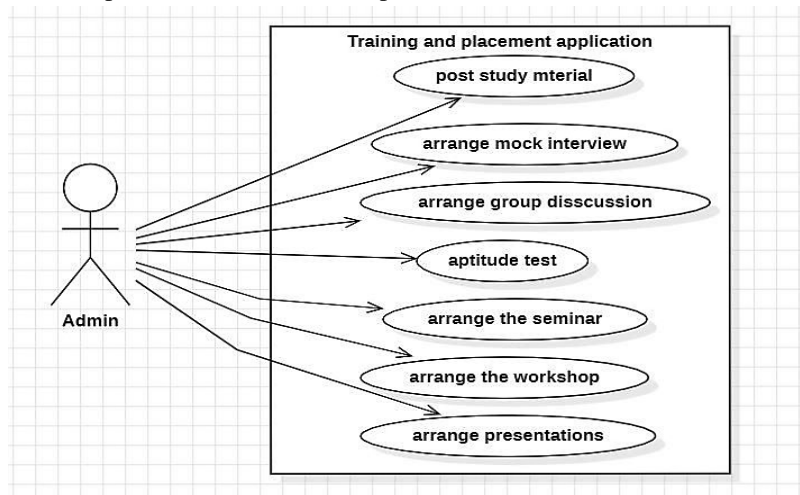 Training and placement application
post study mterial
arrange mock interview
arrange group disscussion
aptitude test
arrange the seminar
Admin
arrange the workshop
arrange presentations